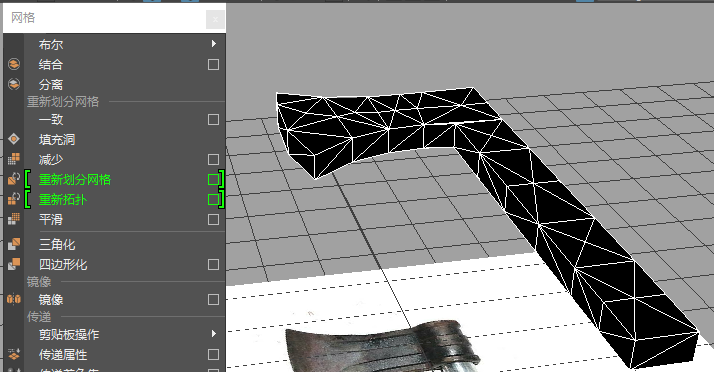 网格
布尔
结合
分离
重新划分网格
一致
填充洞
减少
重新划分网格
重新拓扑
平滑
三角化
四边形化
镜像
镜像
传递
剪贴板操作
传递属性